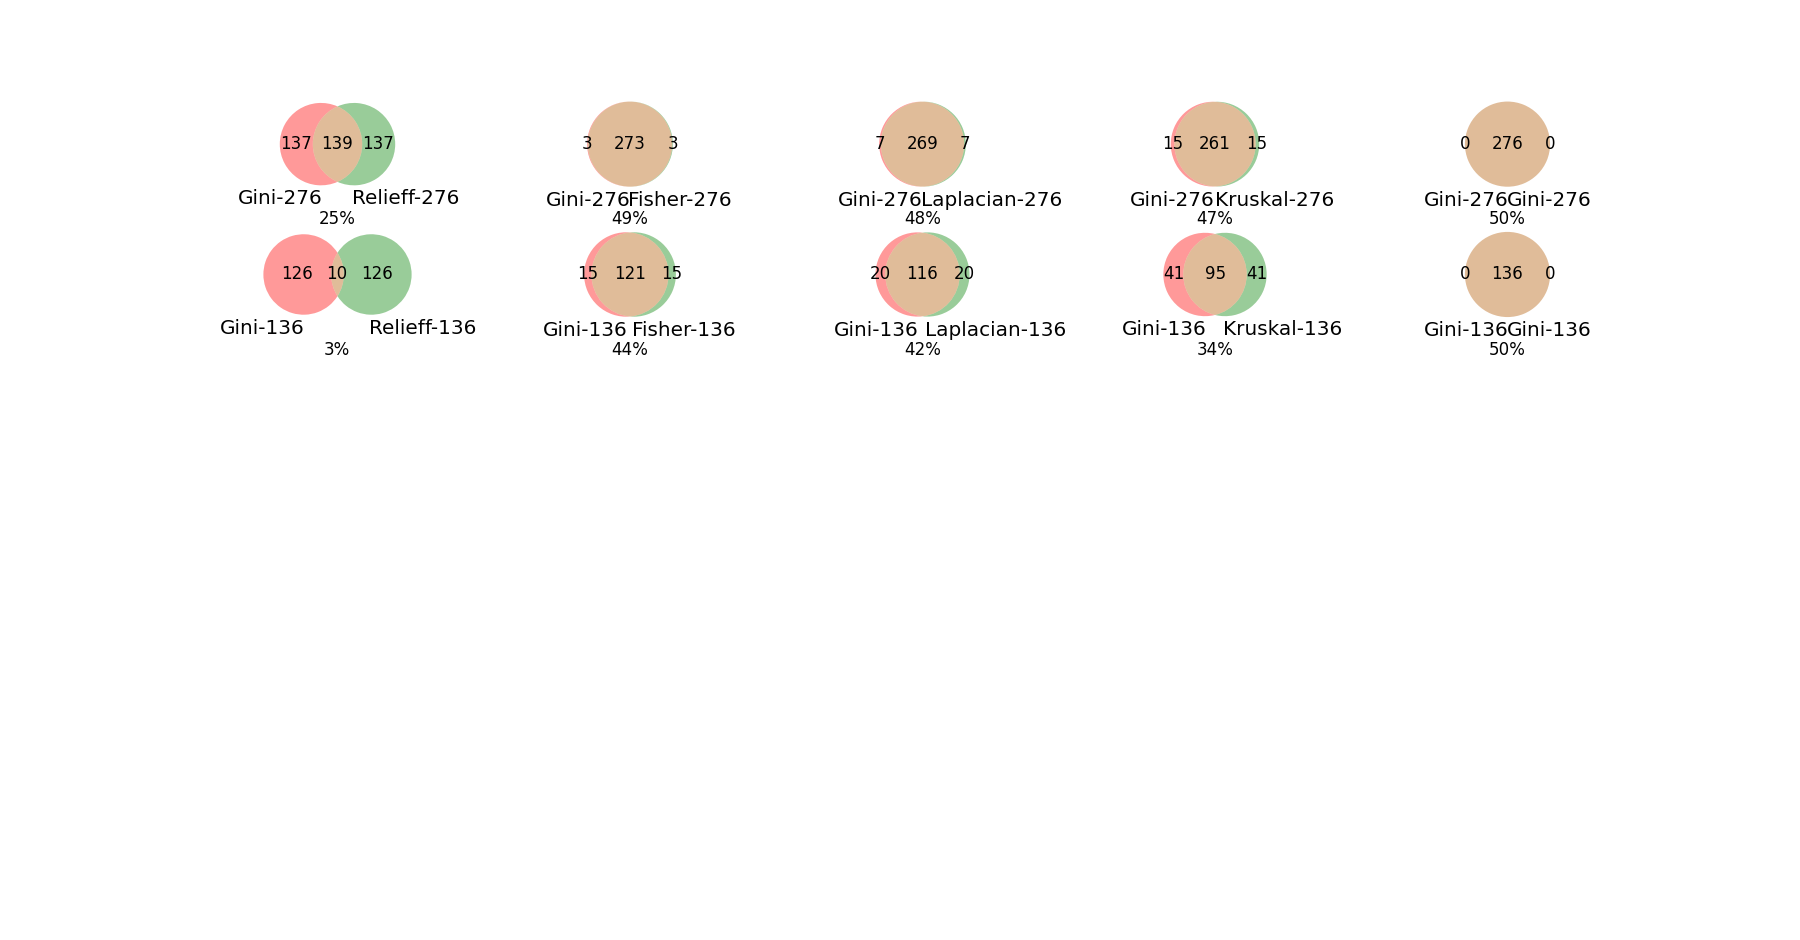 137 139 137 3 273 3 7 269 7 15 261 15 0 276 0
Gini-276 Relieff-276 Gini-276 Fisher-276 Gini-276 Laplacian-276 Gini-276 Kruskal-276 Gini-276 Gini-276
25% 49% 48% 47% 50%
126 10 126 15 121 15 20 116 20 41 95 41 0 136 0
Gini-136 Relieff-136 Gini-136 Fisher-136 Gini-136 Laplacian-136 Gini-136 Kruskal-136 Gini-136 Gini-136
3% 44% 42% 34% 50%